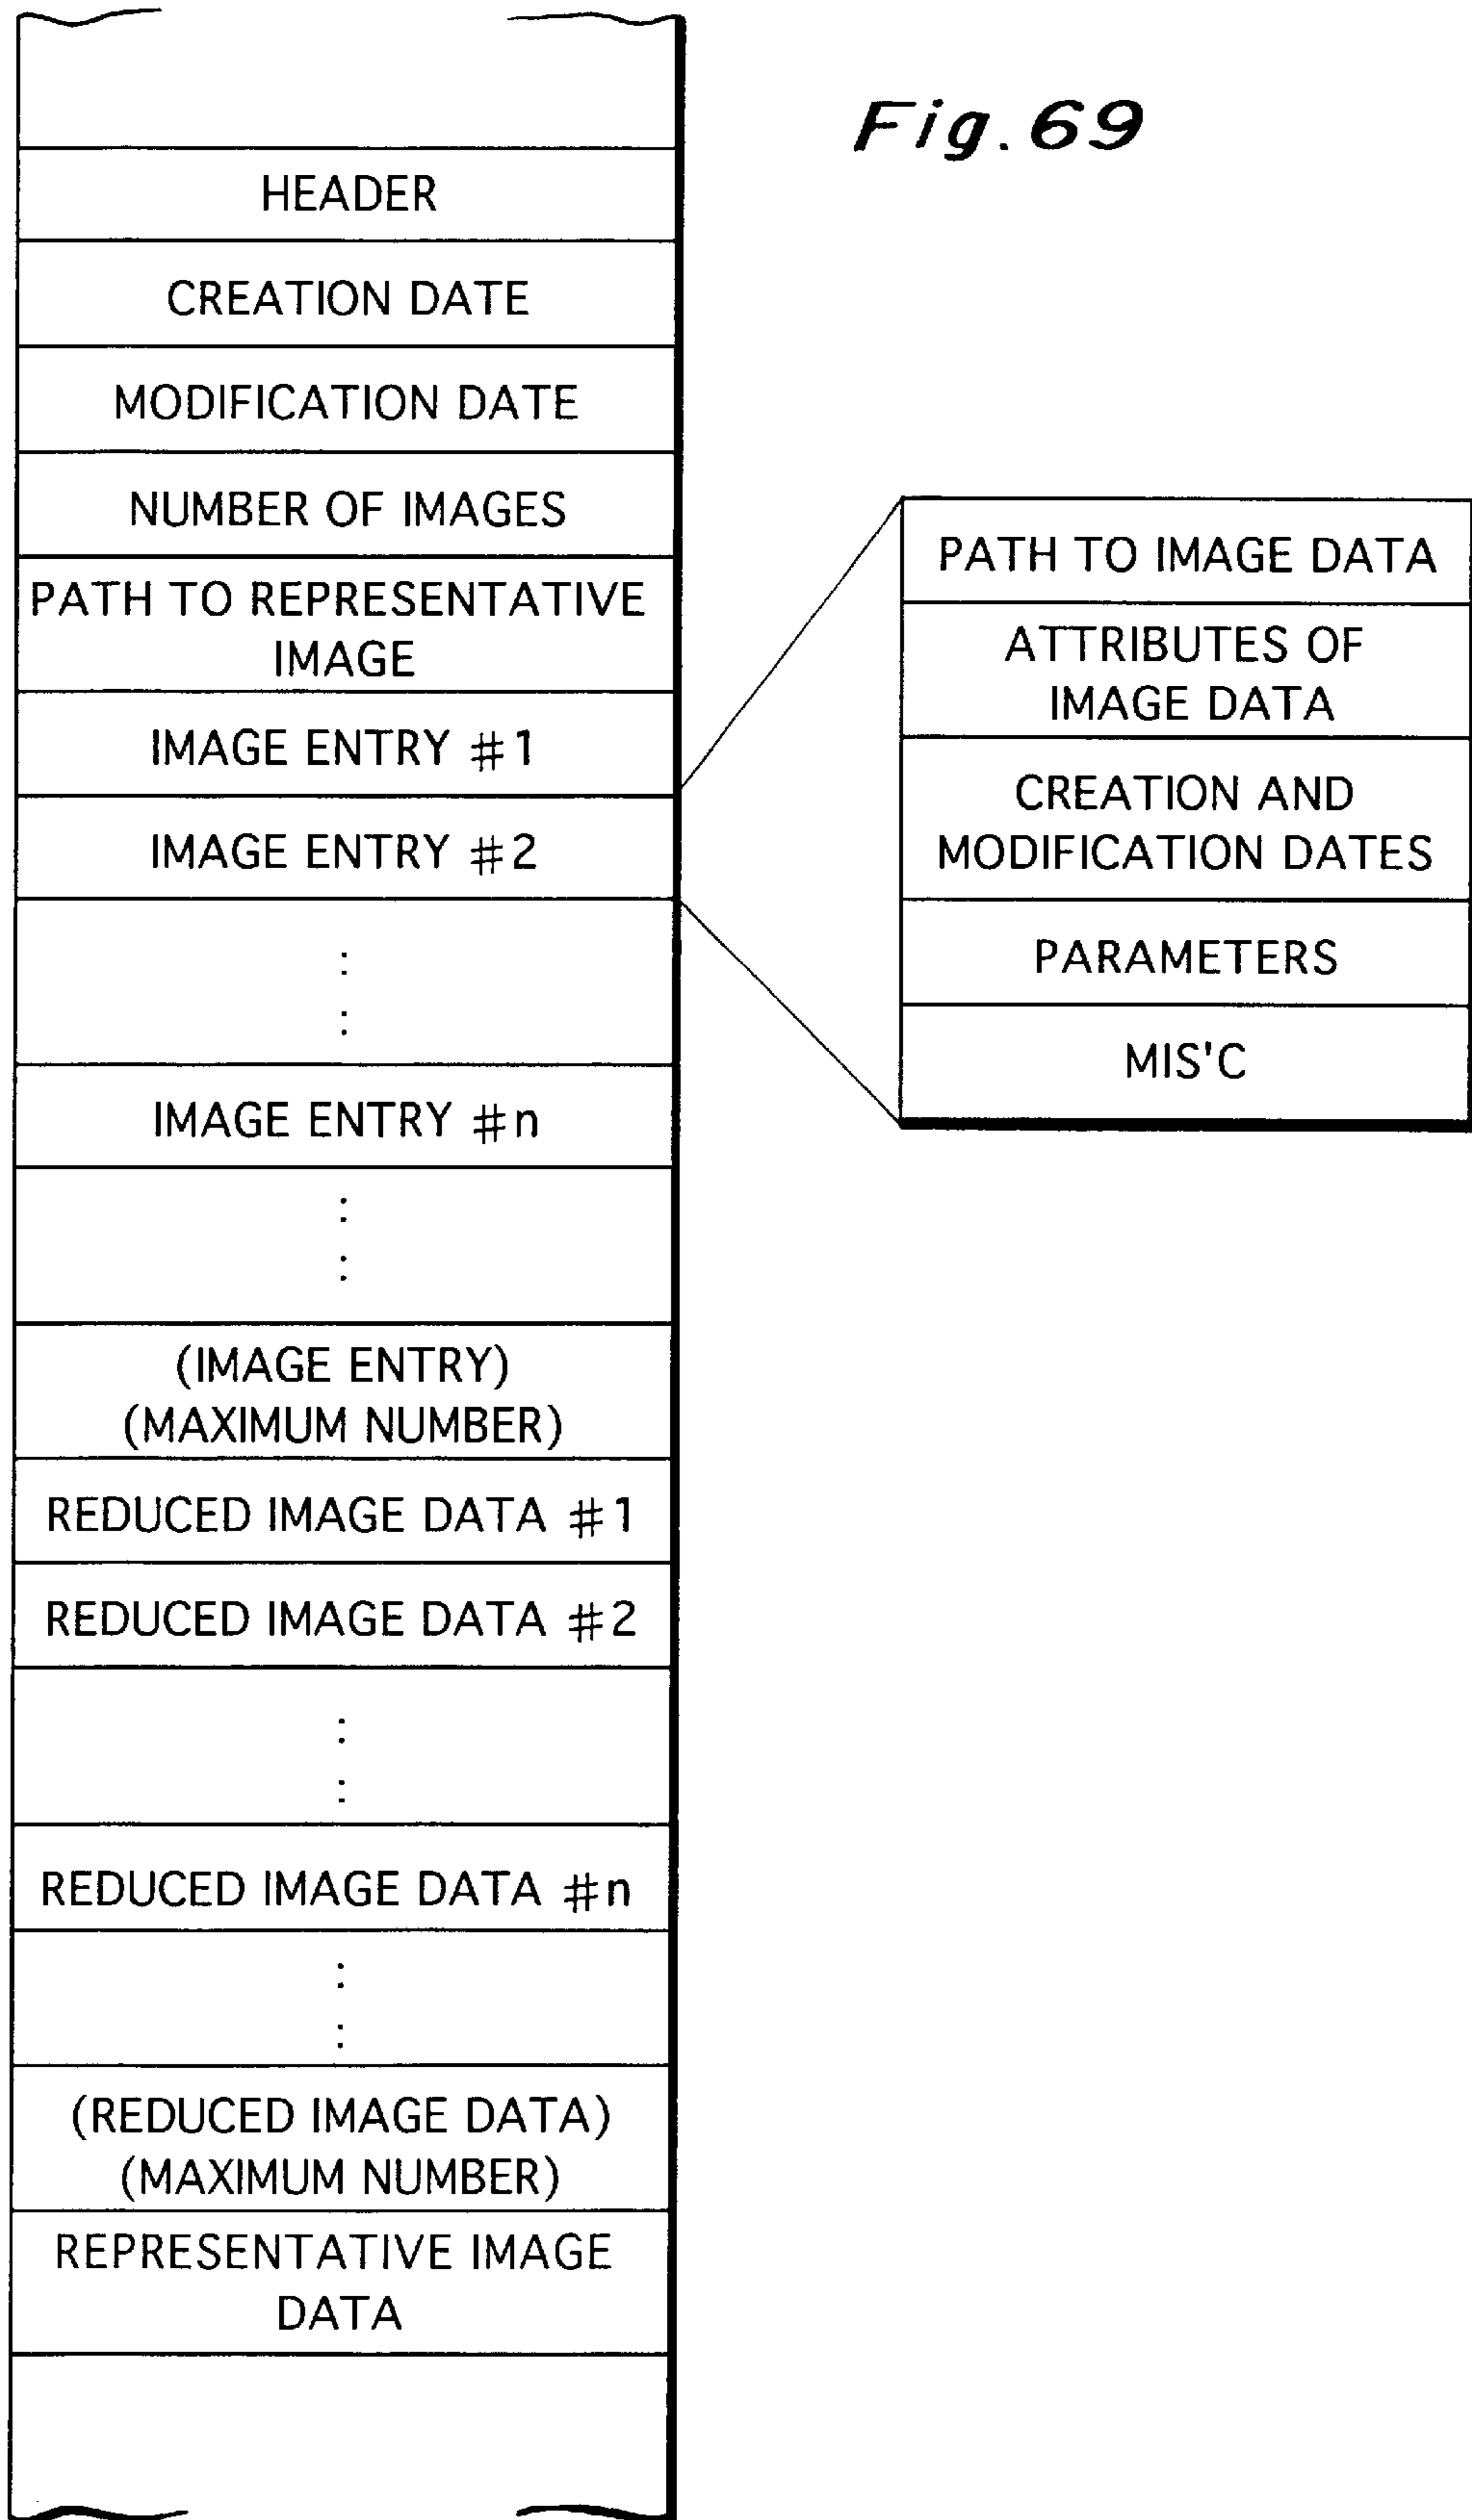 Fig. 69
HEADER
CREATION DATE
MODIFICATION DATE
NUMBER OF IMAGES
PATH TO REPRESENTATIVE
IMAGE
IMAGE ENTRY #1
IMAGE ENTRY #2
:
:
IMAGE ENTRY #n
:
:
(IMAGE ENTRY)
(MAXIMUM NUMBER)
REDUCED IMAGE DATA #1
REDUCED IMAGE DATA #2
:
:
REDUCED IMAGE DATA #n
:
:
(REDUCED IMAGE DATA)
(MAXIMUM NUMBER)
REPRESENTATIVE IMAGE
DATA
PATH TO IMAGE DATA
ATTRIBUTES OF
IMAGE DATA
CREATION AND
MODIFICATION DATES
PARAMETERS
MIS'C